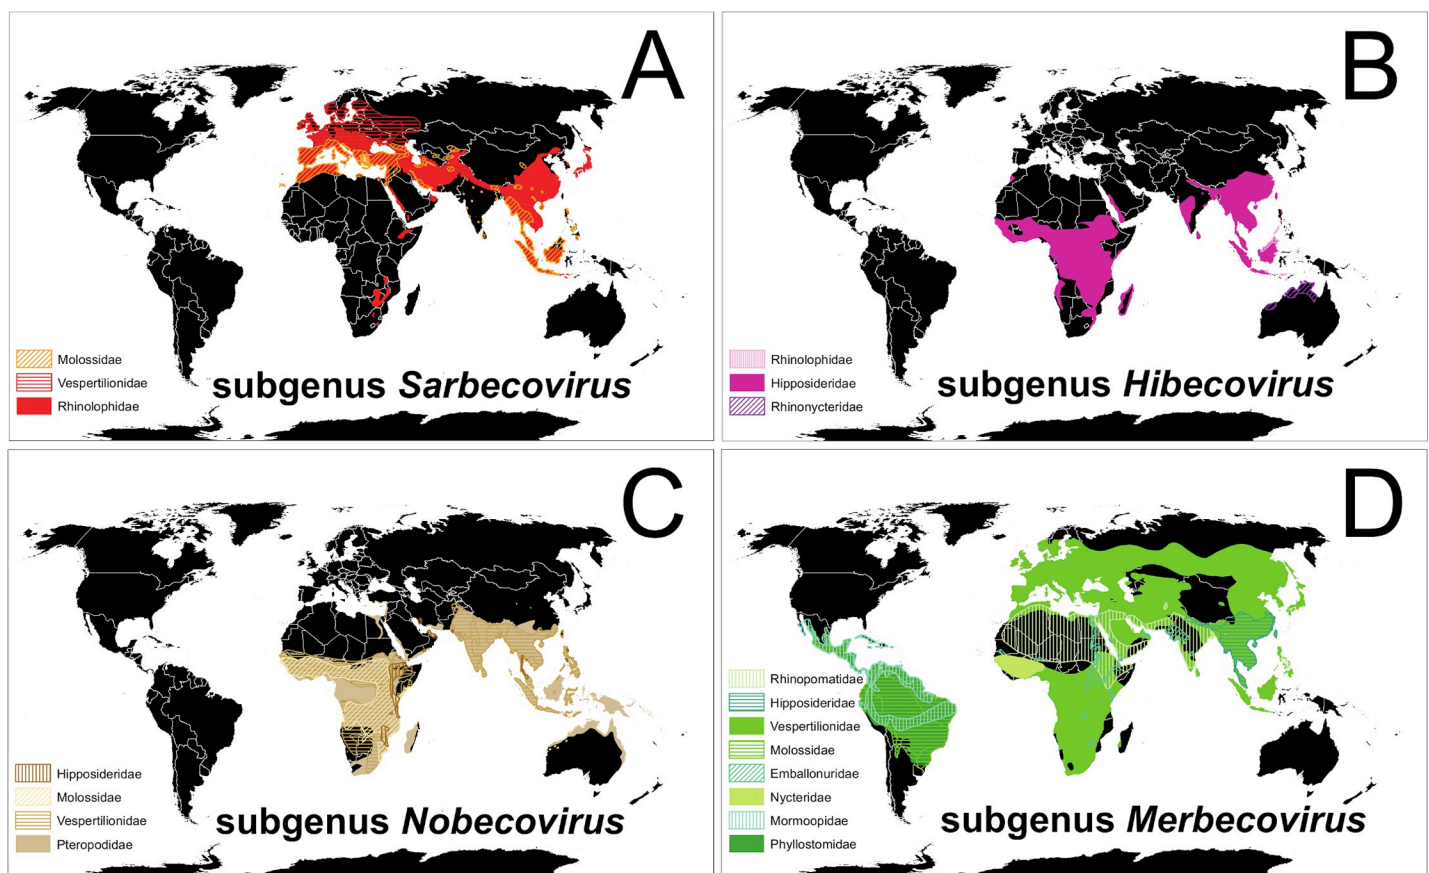 A
Molossidae
Vespertilionidae
Rhinolophidae
subgenus Sarbecovirus
B
Rhinolophidae
Hipposideridae
Rhinonycteridae
subgenus Hibecovirus
C
Hipposideridae
Molossidae
Vespertilionidae
Pteropodidae
subgenus Nobecovirus
D
Rhinopomatidae
Hipposideridae
Vespertilionidae
Molossidae
Emballonuridae
Nycteridae
Mormoopidae
Phyllostomidae
subgenus Merbecovirus